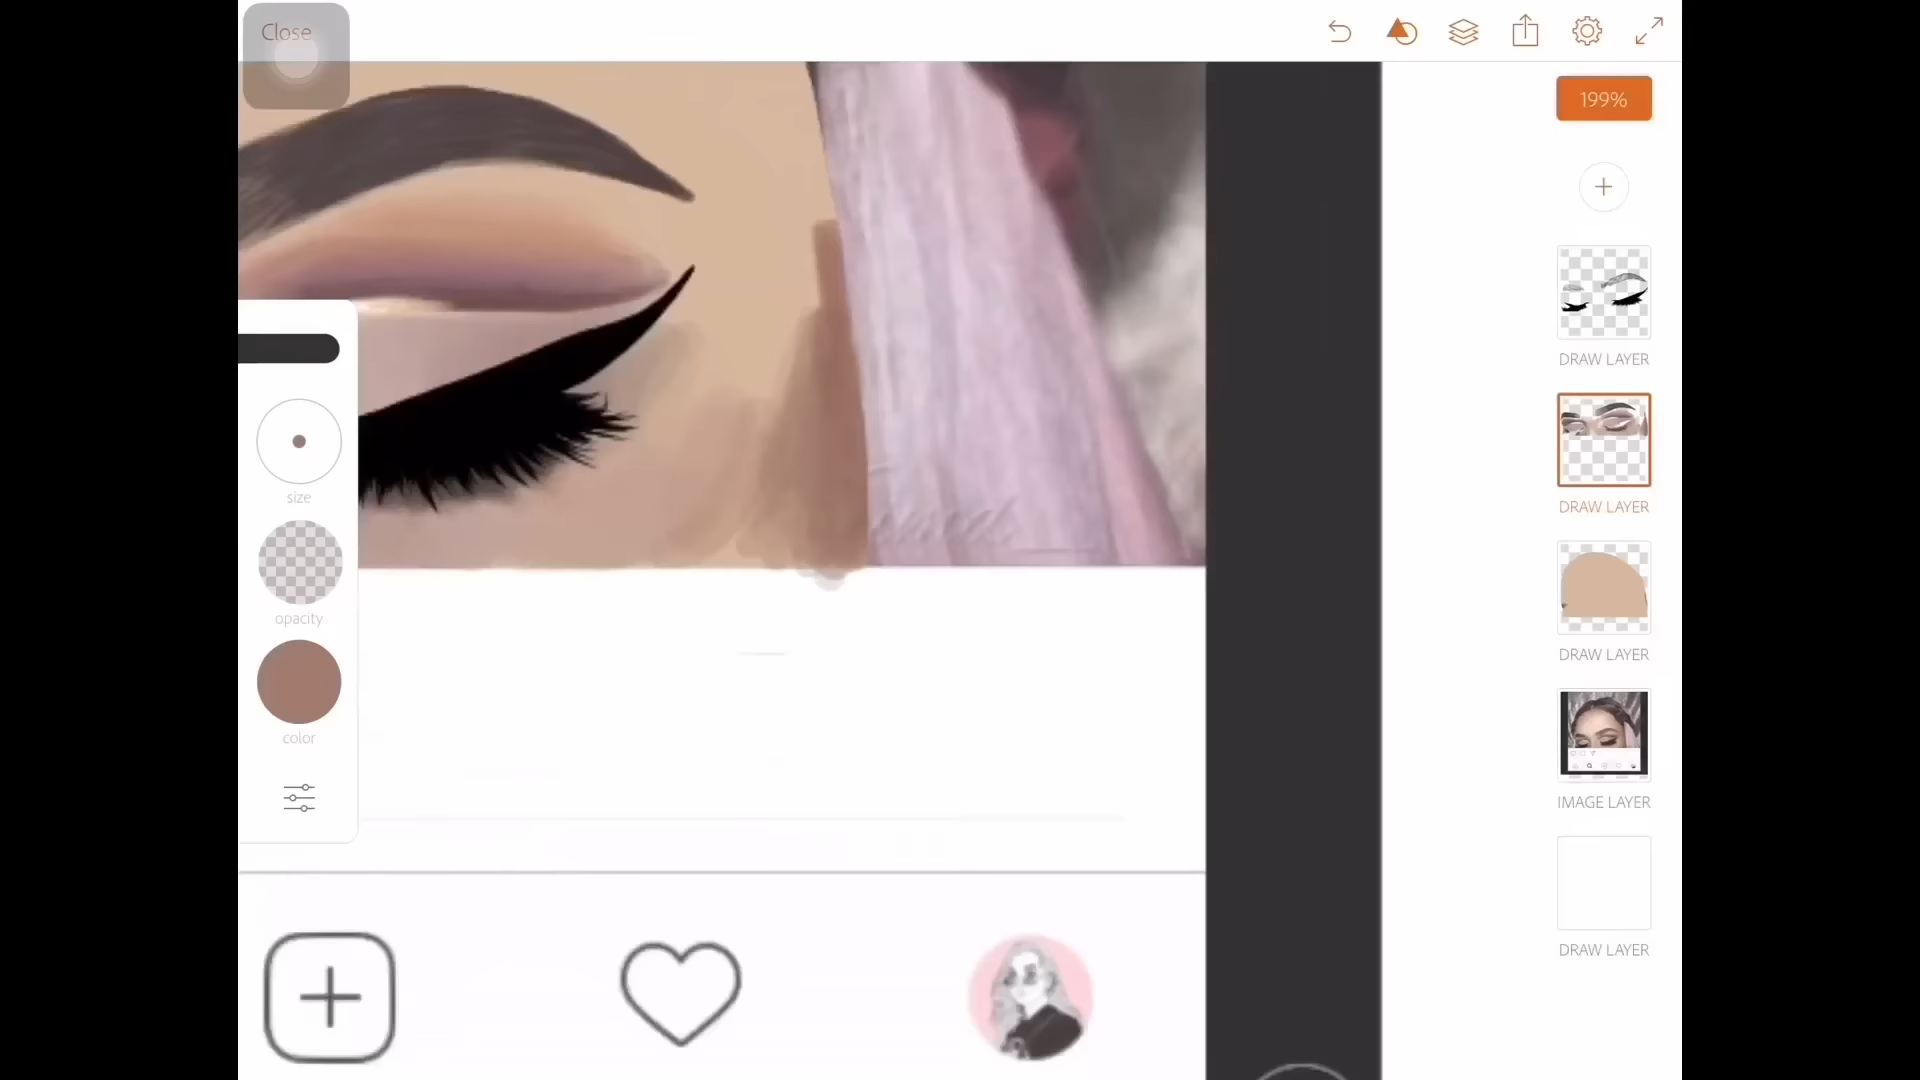 Close
199%
DRAW LAYER
size
DRAW LAYER
opacity
DRAW LAYER
color
IMAGE LAYER
DRAW LAYER